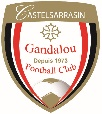 CASTELSARRASIN
Gandalou
Depuis 1973
Football Club